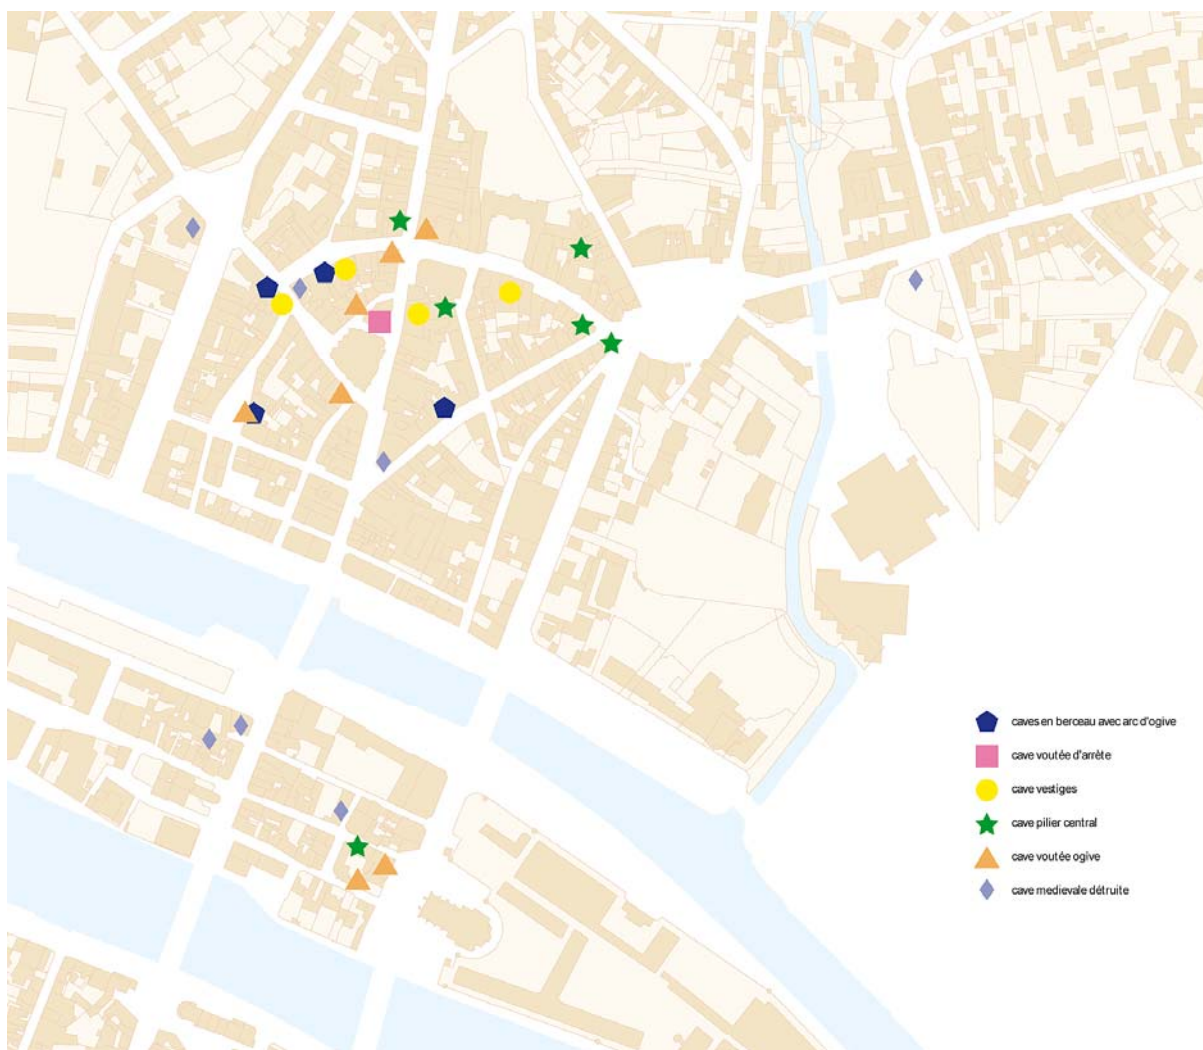 caves en berceau avec arc d'ogive
cave voutée d'arrête
cave vestiges
cave pilier central
cave voutée ogive
cave medievale détruite